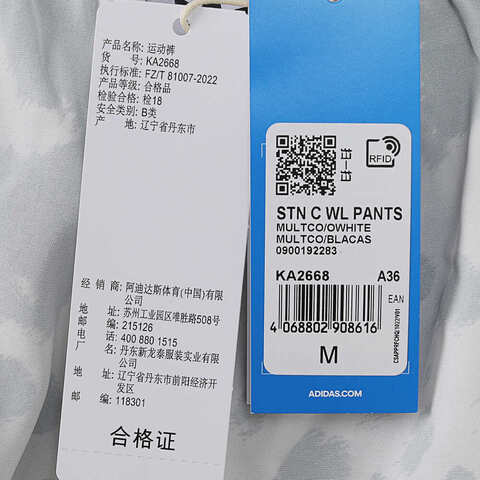 产品名称: 运动裤
货 号: KA2668
执行标准: FZ/T 81007-2022
产品等级: 合格品
检验合格: 检18
安全类别: B类
产 地: 辽宁省丹东市
经 销 商: 阿迪达斯体育(中国)有限
公司
地 址: 苏州工业园区唯胜路508号
邮 编: 215126
电 话: 400 880 1515
制 造 商: 丹东新龙泰服装实业有限
公司
地 址: 辽宁省丹东市前阳经济开
发区
邮 编: 118301
合格证
RFID
STN C WL PANTS
MULTCO/OWHITE
MULTCO/BLACAS
0900192283
KA2668 A36
EAN
4 068802 908616
M
ADIDAS.COM